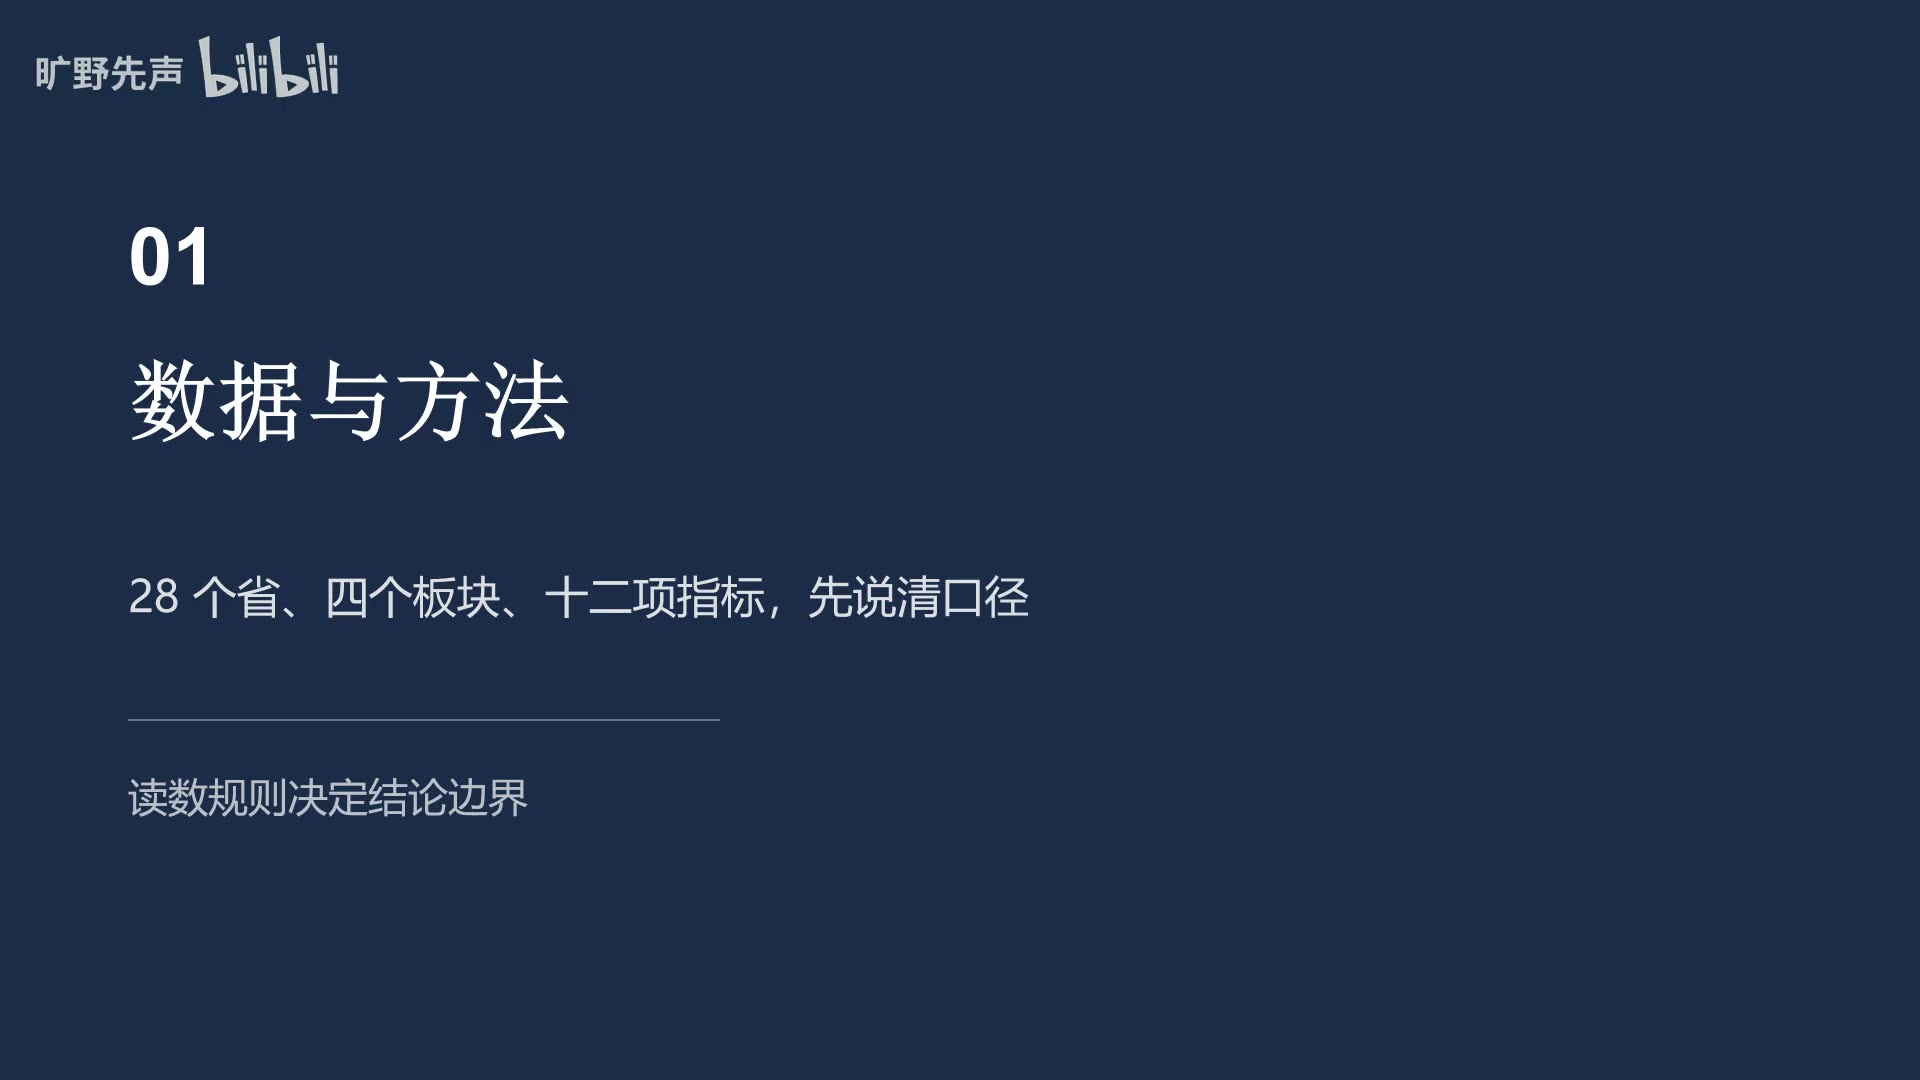 旷野先声 bilibili
01
数据与方法
28 个省、四个板块、十二项指标，先说清口径
读数规则决定结论边界